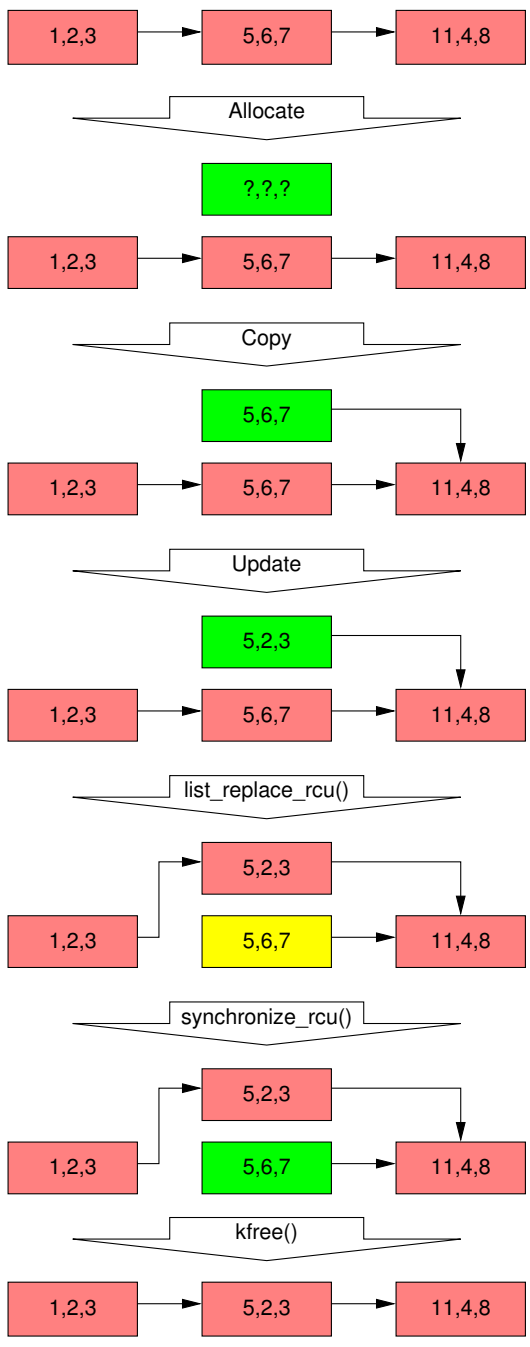 1,2,3 5,6,7 11,4,8
Allocate
?,?,?
1,2,3 5,6,7 11,4,8
Copy
5,6,7
1,2,3 5,6,7 11,4,8
Update
5,2,3
1,2,3 5,6,7 11,4,8
list_replace_rcu()
5,2,3
1,2,3 5,6,7 11,4,8
synchronize_rcu()
5,2,3
1,2,3 5,6,7 11,4,8
kfree()
1,2,3 5,2,3 11,4,8